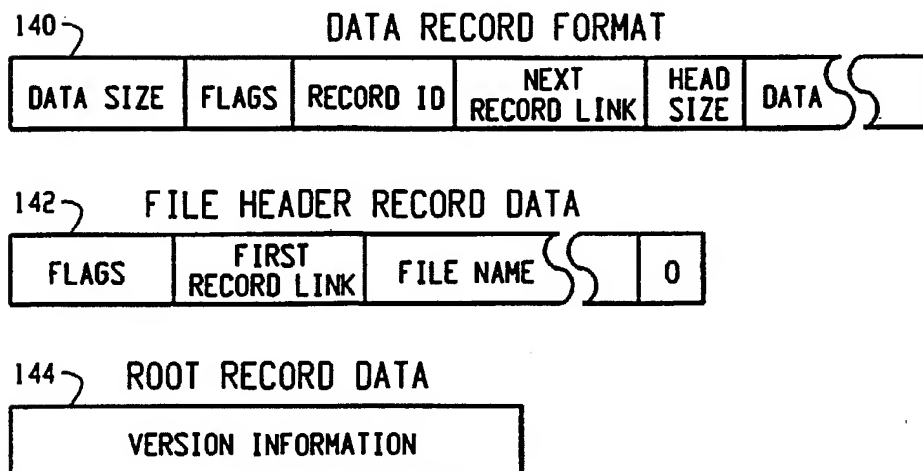 140 DATA RECORD FORMAT
DATA SIZE FLAGS RECORD ID NEXT RECORD LINK HEAD SIZE DATA
142 FILE HEADER RECORD DATA
FLAGS FIRST RECORD LINK FILE NAME 0
144 ROOT RECORD DATA
VERSION INFORMATION